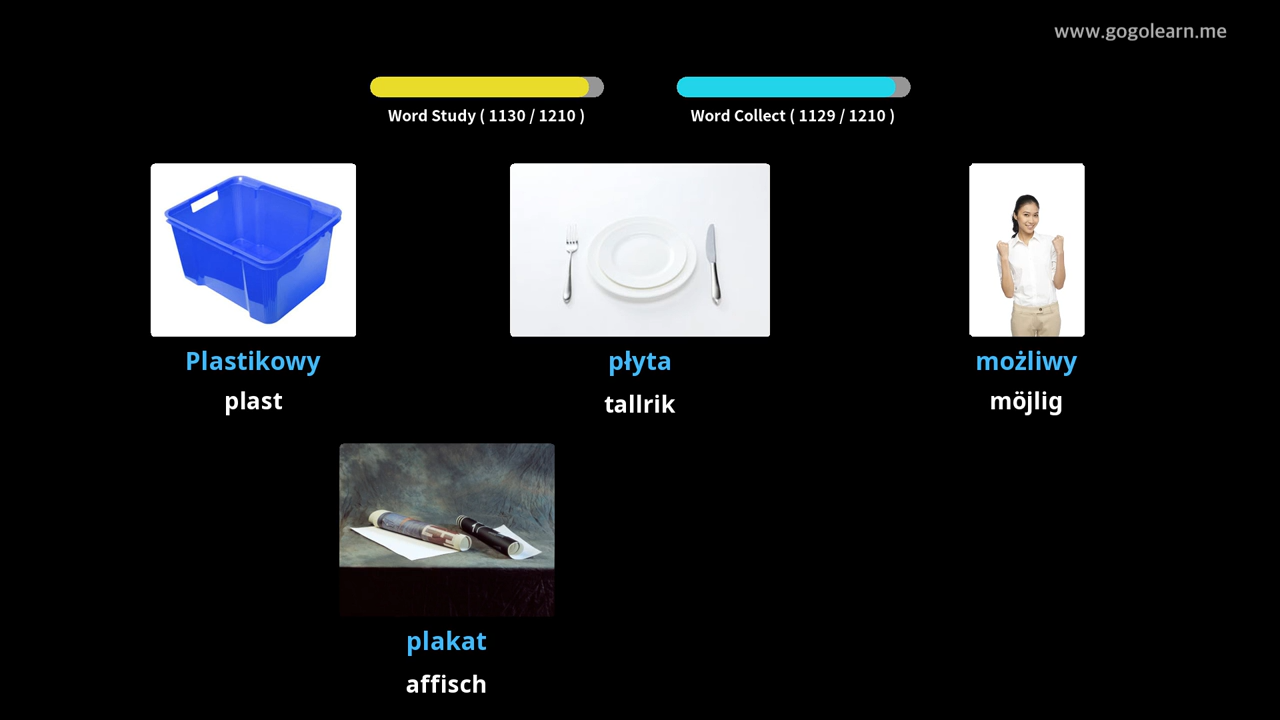 www.gogolearn.me
Word Study ( 1130 / 1210 )
Word Collect ( 1129 / 1210 )
Plastikowy
plast
płyta
tallrik
możliwy
möjlig
plakat
affisch